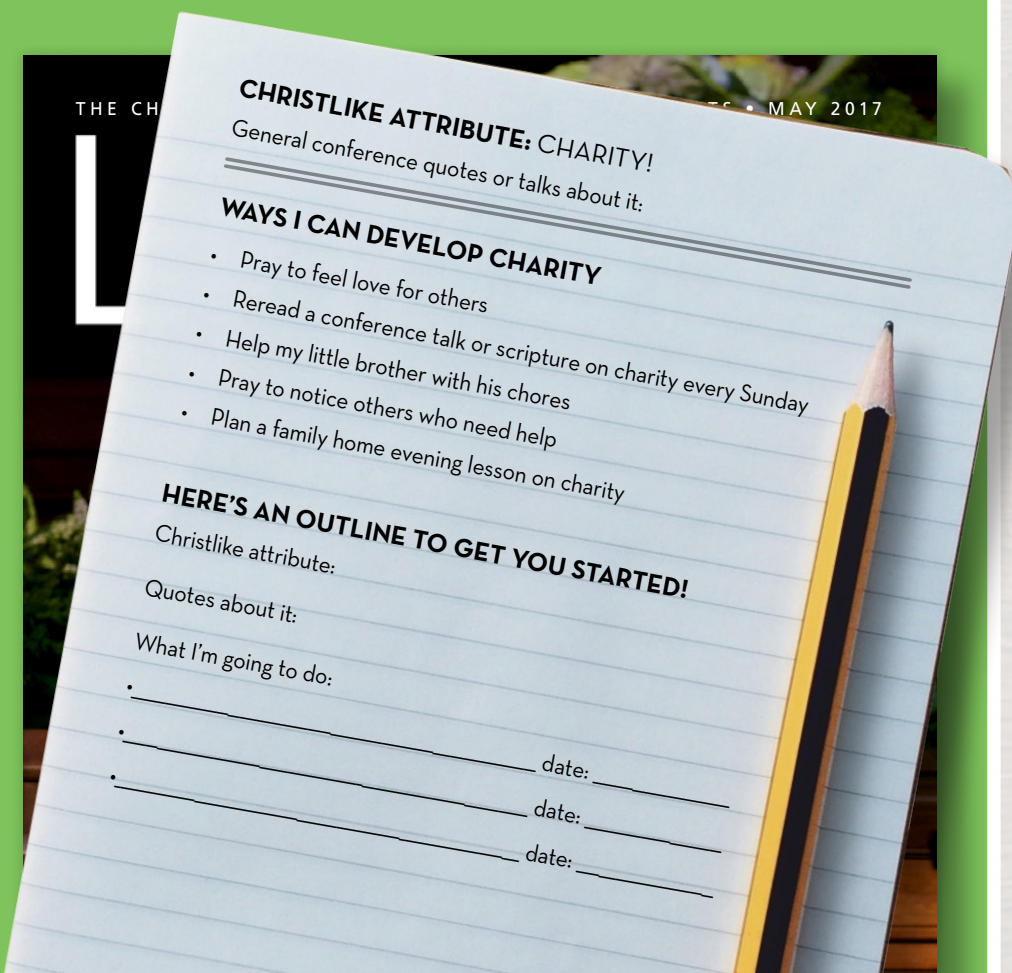 THE CH TS • MAY 2017
L
CHRISTLIKE ATTRIBUTE: CHARITY!
General conference quotes or talks about it:
WAYS I CAN DEVELOP CHARITY
• Pray to feel love for others
• Reread a conference talk or scripture on charity every Sunday
• Help my little brother with his chores
• Pray to notice others who need help
• Plan a family home evening lesson on charity
HERE'S AN OUTLINE TO GET YOU STARTED!
Christlike attribute:
Quotes about it:
What I'm going to do:
• date:
• date:
• date: